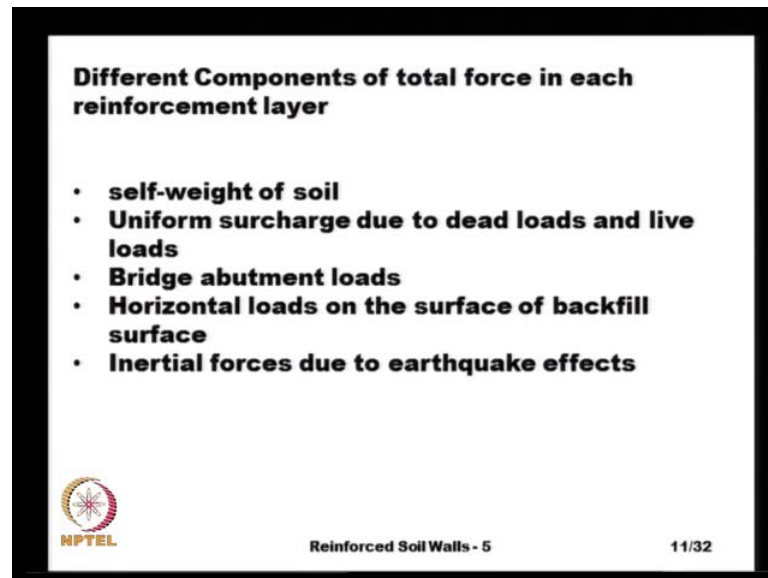 Different Components of total force in each
reinforcement layer
• self-weight of soil
• Uniform surcharge due to dead loads and live
loads
• Bridge abutment loads
• Horizontal loads on the surface of backfill
surface
• Inertial forces due to earthquake effects
NPTEL
Reinforced Soil Walls - 5
11/32